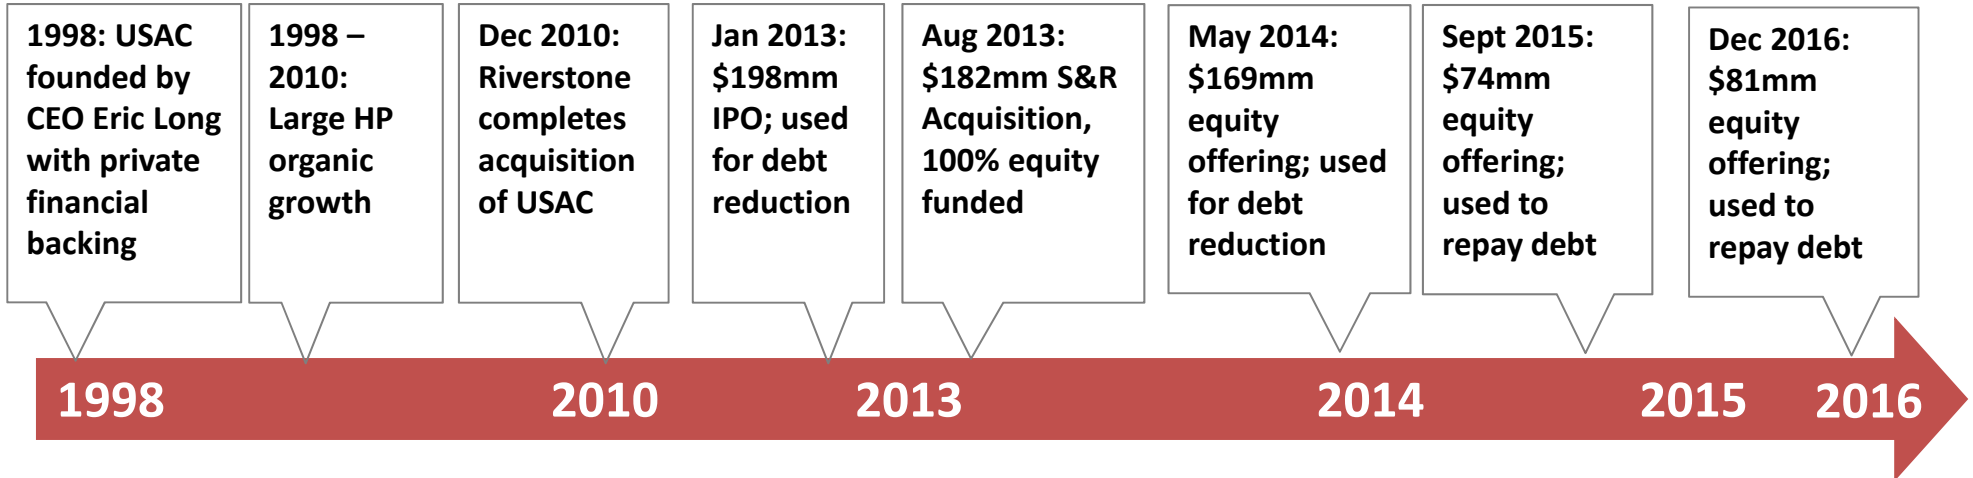 1998: USAC
founded by
CEO Eric Long
with private
financial
backing
1998 –
2010:
Large HP
organic
growth
Dec 2010:
Riverstone
completes
acquisition
of USAC
Jan 2013:
$198mm
IPO; used
for debt
reduction
Aug 2013:
$182mm S&R
Acquisition,
100% equity
funded
May 2014:
$169mm
equity
offering; used
for debt
reduction
Sept 2015:
$74mm
equity
offering;
used to
repay debt
Dec 2016:
$81mm
equity
offering;
used to
repay debt
1998 2010 2013 2014 2015 2016